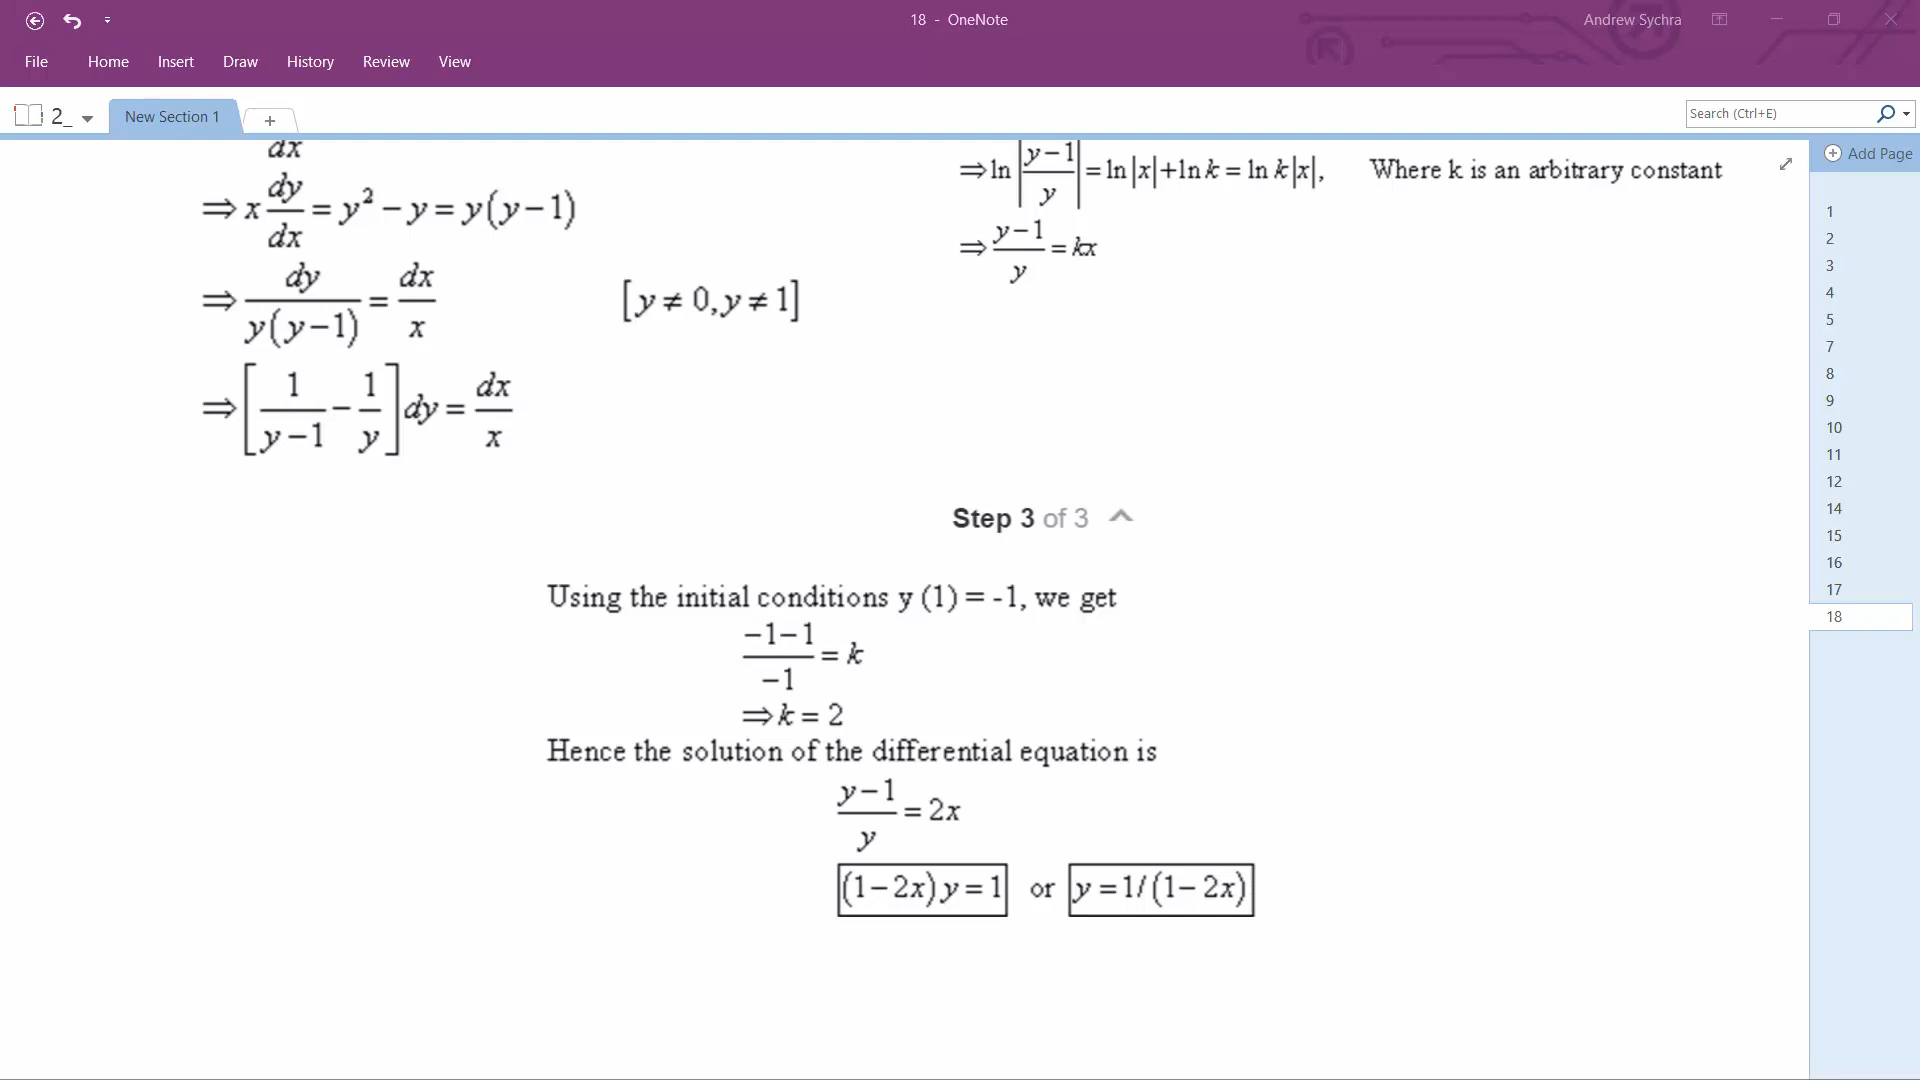 18 - OneNote
Andrew Sychra
File Home Insert Draw History Review View
2_ New Section 1 +
Search (Ctrl+E)
Add Page
dx
⇒ x dy/dx = y² − y = y(y−1)
⇒ dy/(y(y−1)) = dx/x [y ≠ 0, y ≠ 1]
⇒ [1/(y−1) − 1/y] dy = dx/x
⇒ ln |(y−1)/y| = ln|x| + ln k = ln k|x|, Where k is an arbitrary constant
⇒ (y−1)/y = kx
Step 3 of 3
Using the initial conditions y (1) = -1, we get
(−1−1)/(−1) = k
⇒ k = 2
Hence the solution of the differential equation is
(y−1)/y = 2x
(1−2x) y = 1 or y = 1/(1−2x)
1
2
3
4
5
7
8
9
10
11
12
14
15
16
17
18